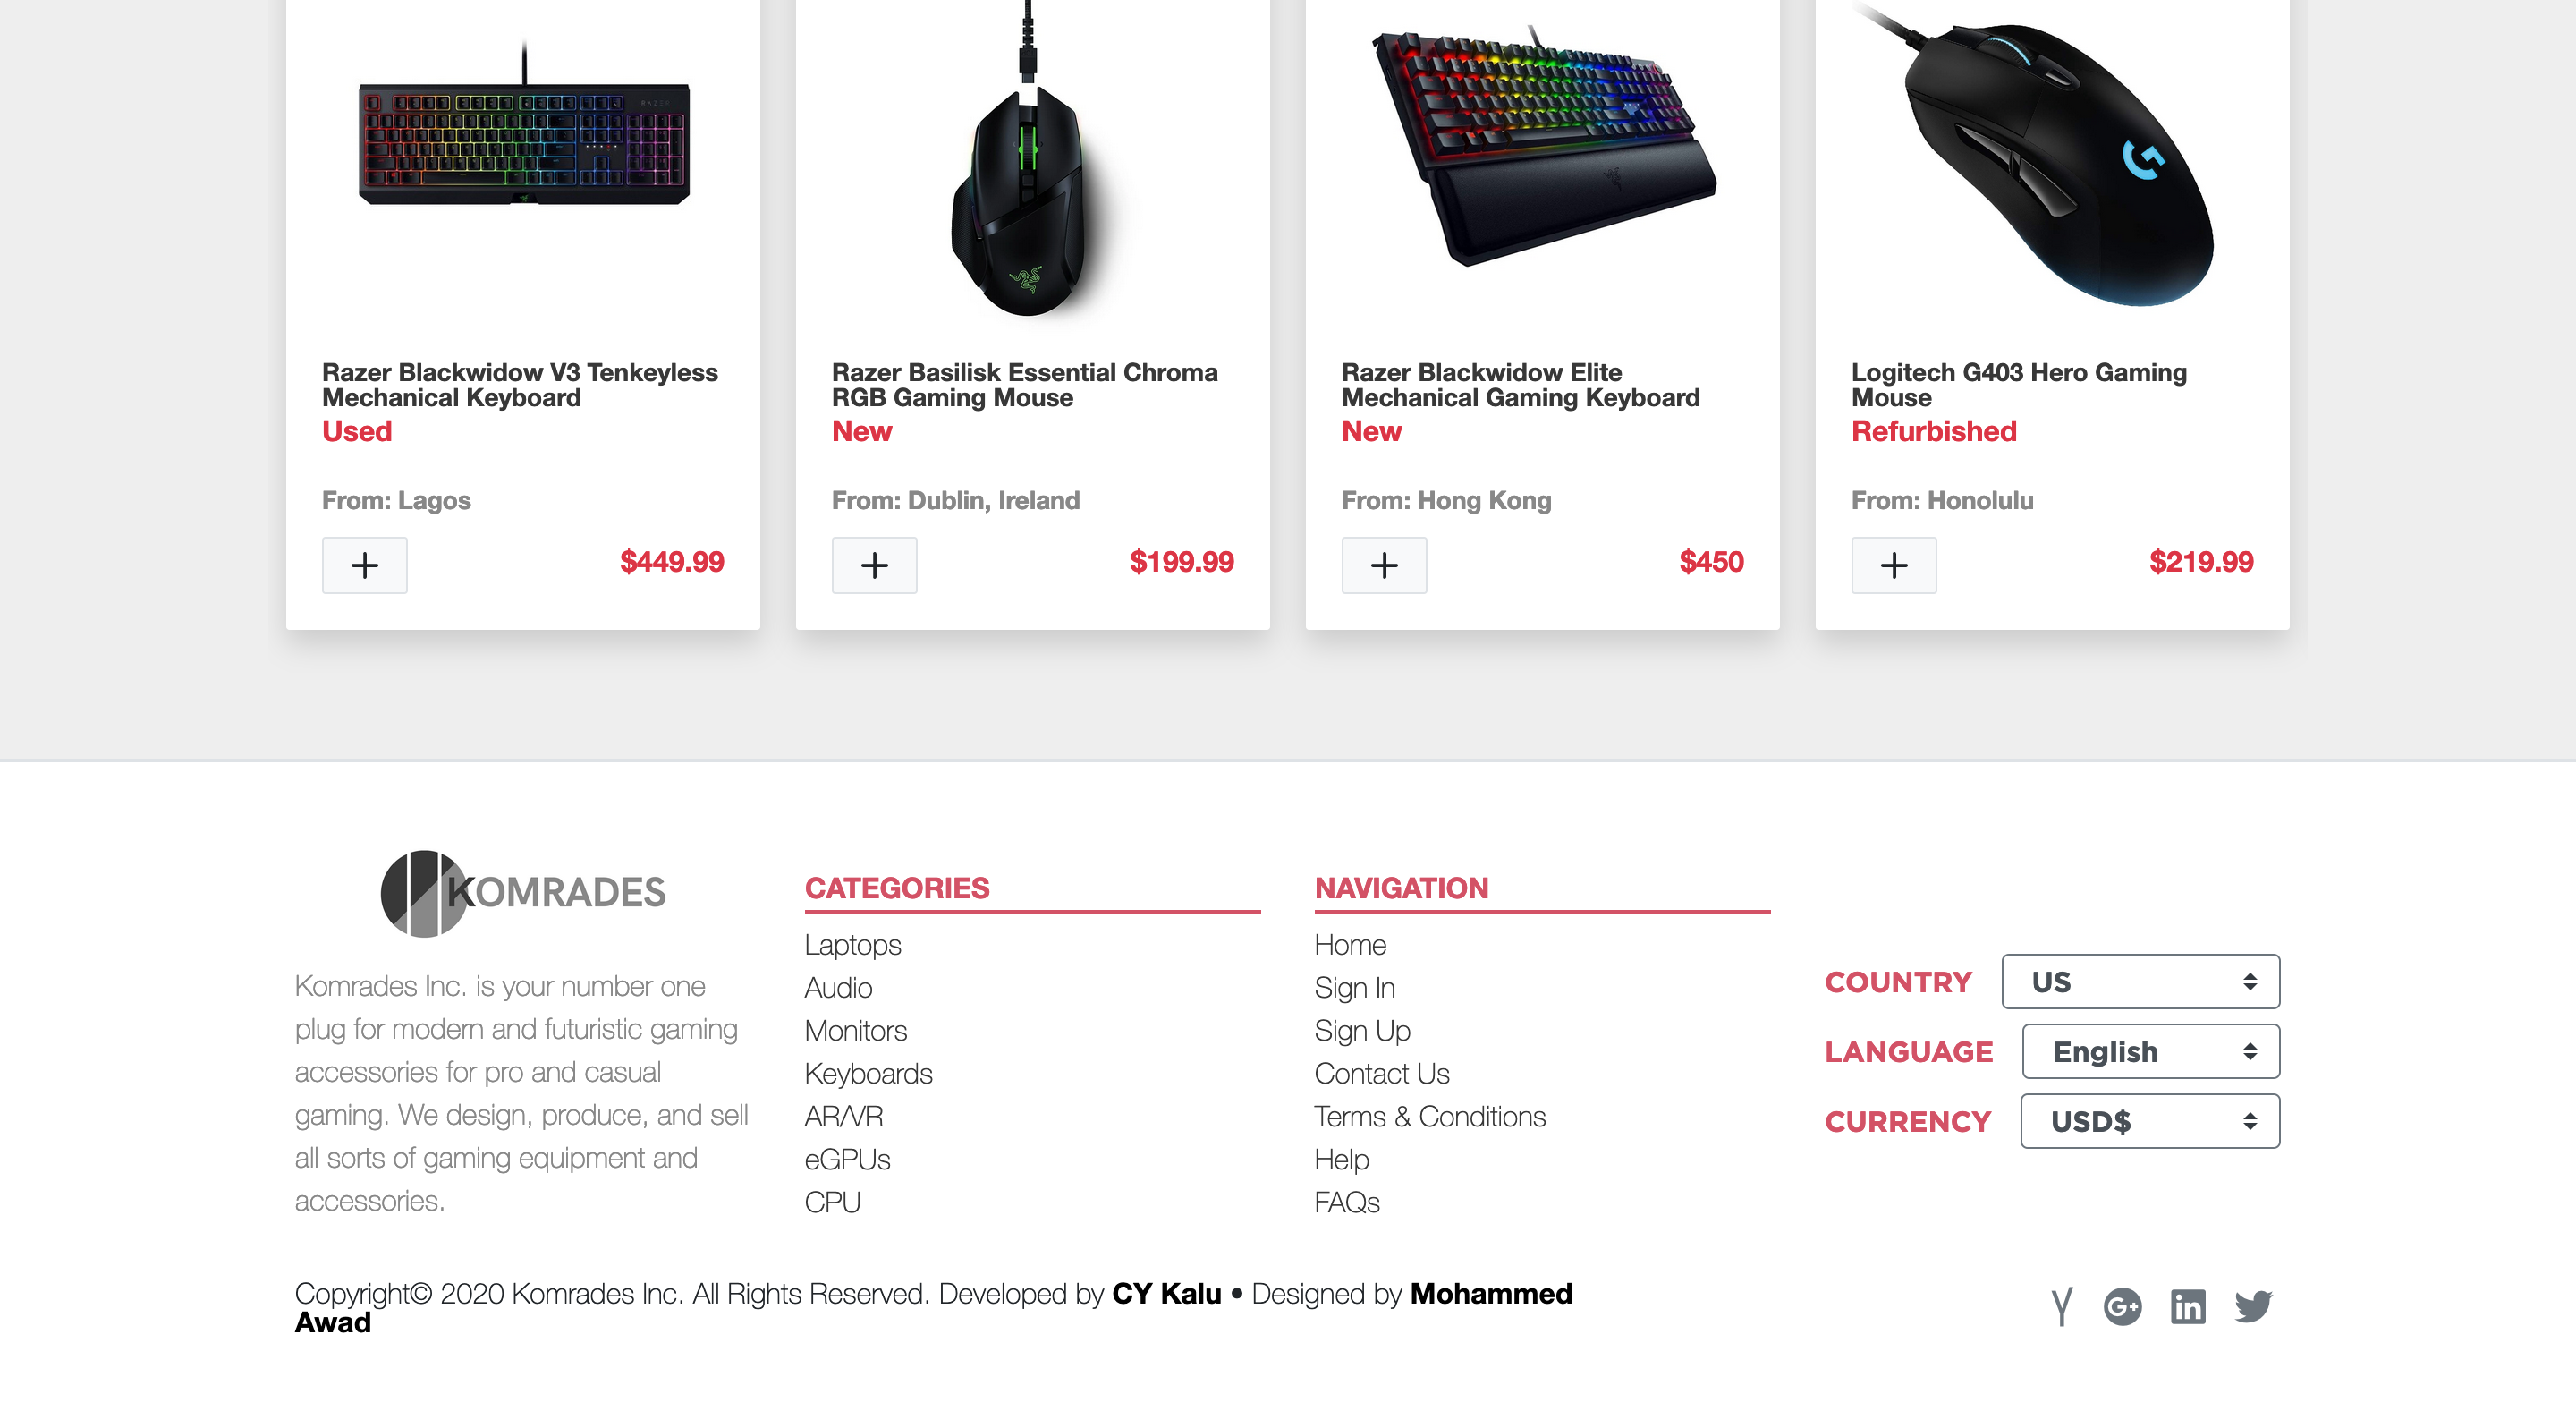 RAZER
Razer Blackwidow V3 Tenkeyless
Mechanical Keyboard
Used
From: Lagos
+
$449.99
Razer Basilisk Essential Chroma
RGB Gaming Mouse
New
From: Dublin, Ireland
+
$199.99
Razer Blackwidow Elite
Mechanical Gaming Keyboard
New
From: Hong Kong
+
$450
Logitech G403 Hero Gaming
Mouse
Refurbished
From: Honolulu
+
$219.99
KOMRADES
Komrades Inc. is your number one
plug for modern and futuristic gaming
accessories for pro and casual
gaming. We design, produce, and sell
all sorts of gaming equipment and
accessories.
CATEGORIES
Laptops
Audio
Monitors
Keyboards
AR/VR
eGPUs
CPU
NAVIGATION
Home
Sign In
Sign Up
Contact Us
Terms & Conditions
Help
FAQs
COUNTRY US
LANGUAGE English
CURRENCY USD$
Copyright© 2020 Komrades Inc. All Rights Reserved. Developed by CY Kalu • Designed by Mohammed
Awad